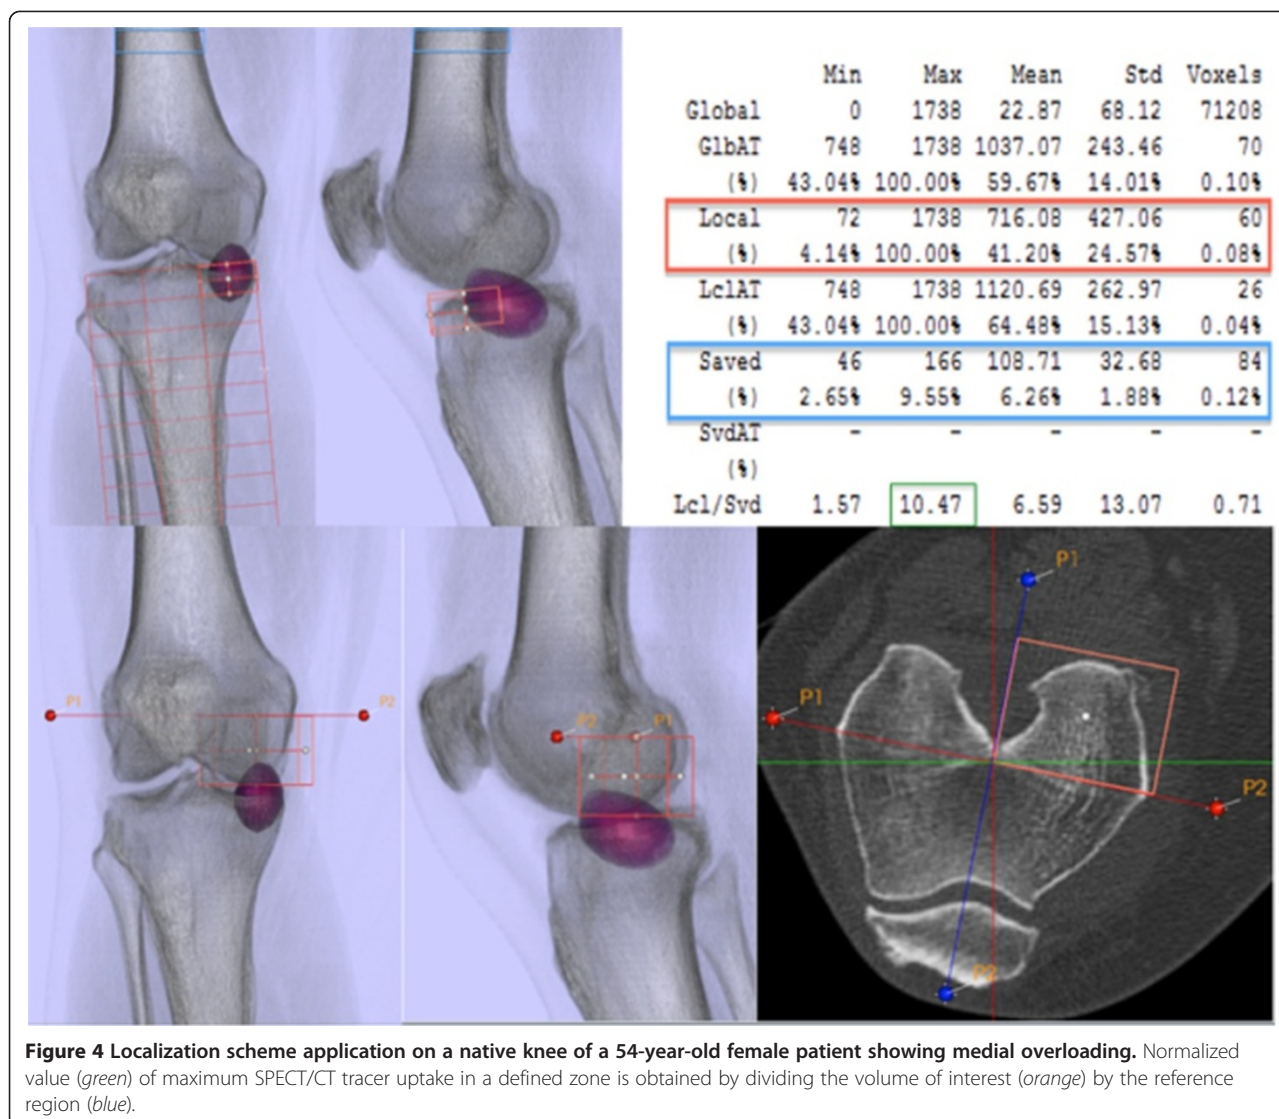 Min Max Mean Std Voxels
Global 0 1738 22.87 68.12 71208
GlbAT 748 1738 1037.07 243.46 70
(%) 43.04% 100.00% 59.67% 14.01% 0.10%
Local 72 1738 716.08 427.06 60
(%) 4.14% 100.00% 41.20% 24.57% 0.08%
LclAT 748 1738 1120.69 262.97 26
(%) 43.04% 100.00% 64.48% 15.13% 0.04%
Saved 46 166 108.71 32.68 84
(%) 2.65% 9.55% 6.26% 1.88% 0.12%
SvdAT - - - - -
(%)
Lcl/Svd 1.57 10.47 6.59 13.07 0.71
P1 P2
P2 P1
P1
P1
P2
P2
Figure 4 Localization scheme application on a native knee of a 54-year-old female patient showing medial overloading. Normalized
value (green) of maximum SPECT/CT tracer uptake in a defined zone is obtained by dividing the volume of interest (orange) by the reference
region (blue).